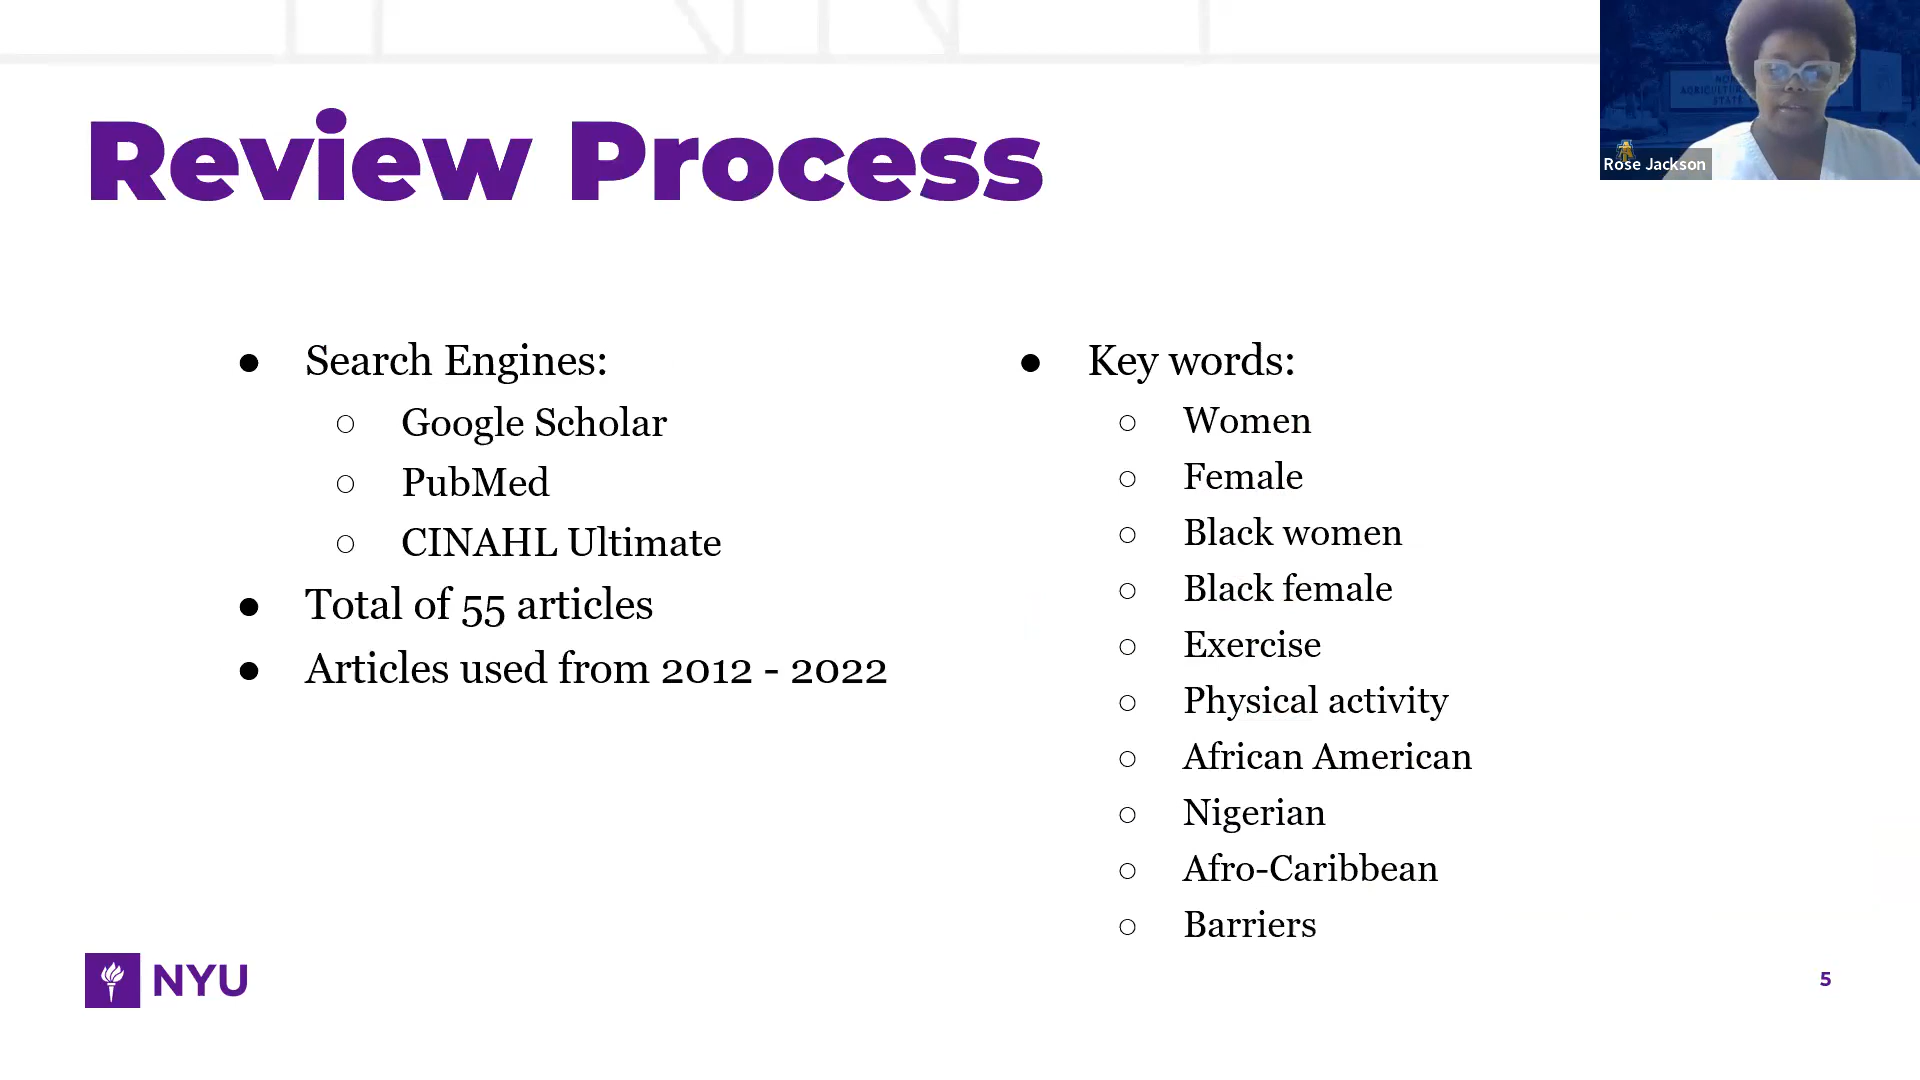 Review Process
Rose Jackson
● Search Engines:
○ Google Scholar
○ PubMed
○ CINAHL Ultimate
● Total of 55 articles
● Articles used from 2012 - 2022
● Key words:
○ Women
○ Female
○ Black women
○ Black female
○ Exercise
○ Physical activity
○ African American
○ Nigerian
○ Afro-Caribbean
○ Barriers
NYU
5